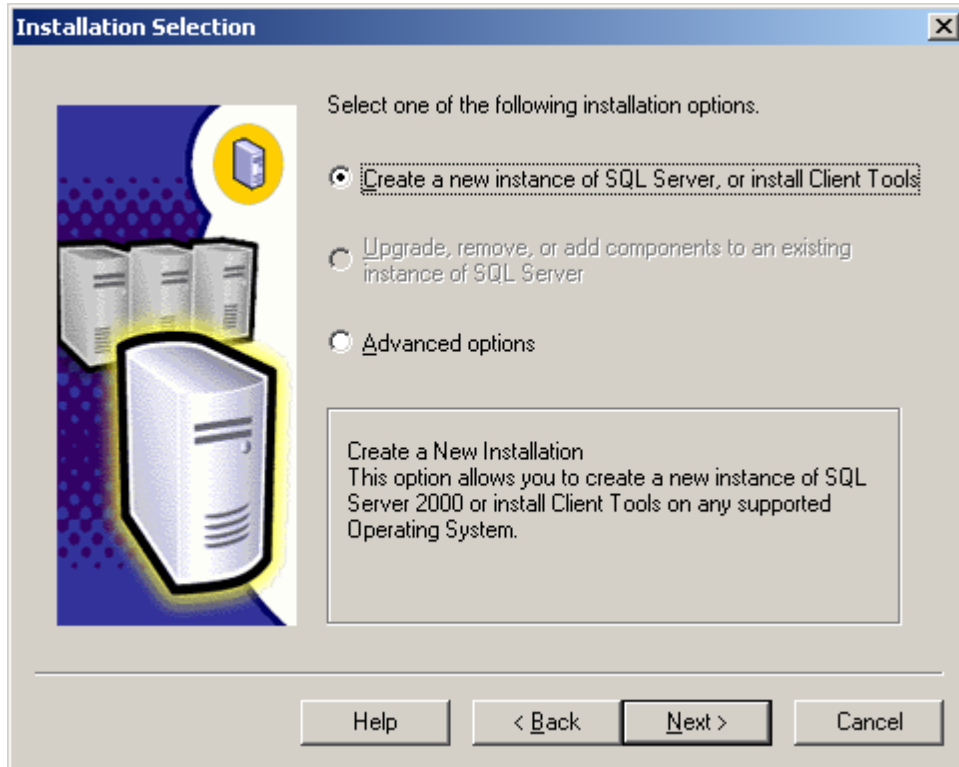 Installation Selection
Select one of the following installation options.
Create a new instance of SQL Server, or install Client Tools
Upgrade, remove, or add components to an existing
instance of SQL Server
Advanced options
Create a New Installation
This option allows you to create a new instance of SQL
Server 2000 or install Client Tools on any supported
Operating System.
Help
< Back
Next >
Cancel